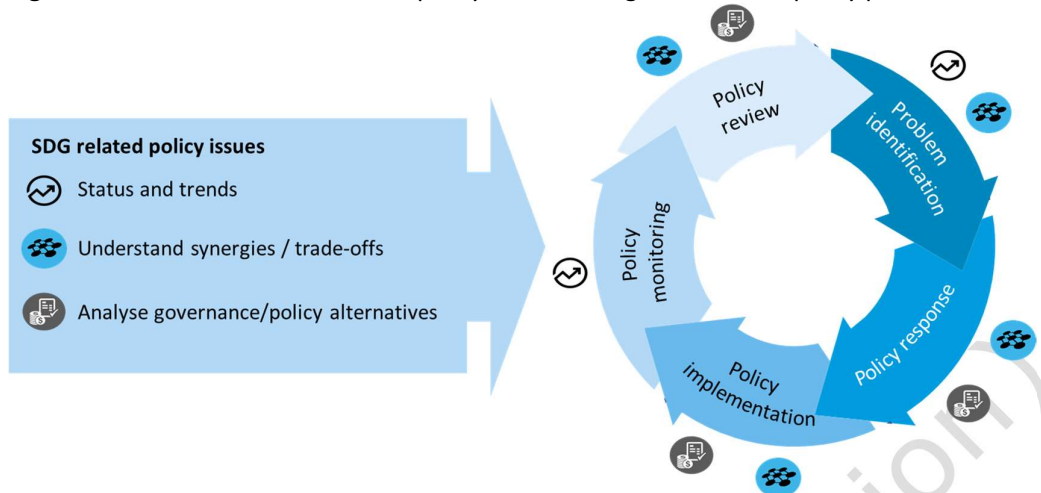 SDG related policy issues
Status and trends
Understand synergies / trade-offs
Analyse governance/policy alternatives
Policy
review
Problem
identification
Policy response
Policy
implementation
Policy
monitoring